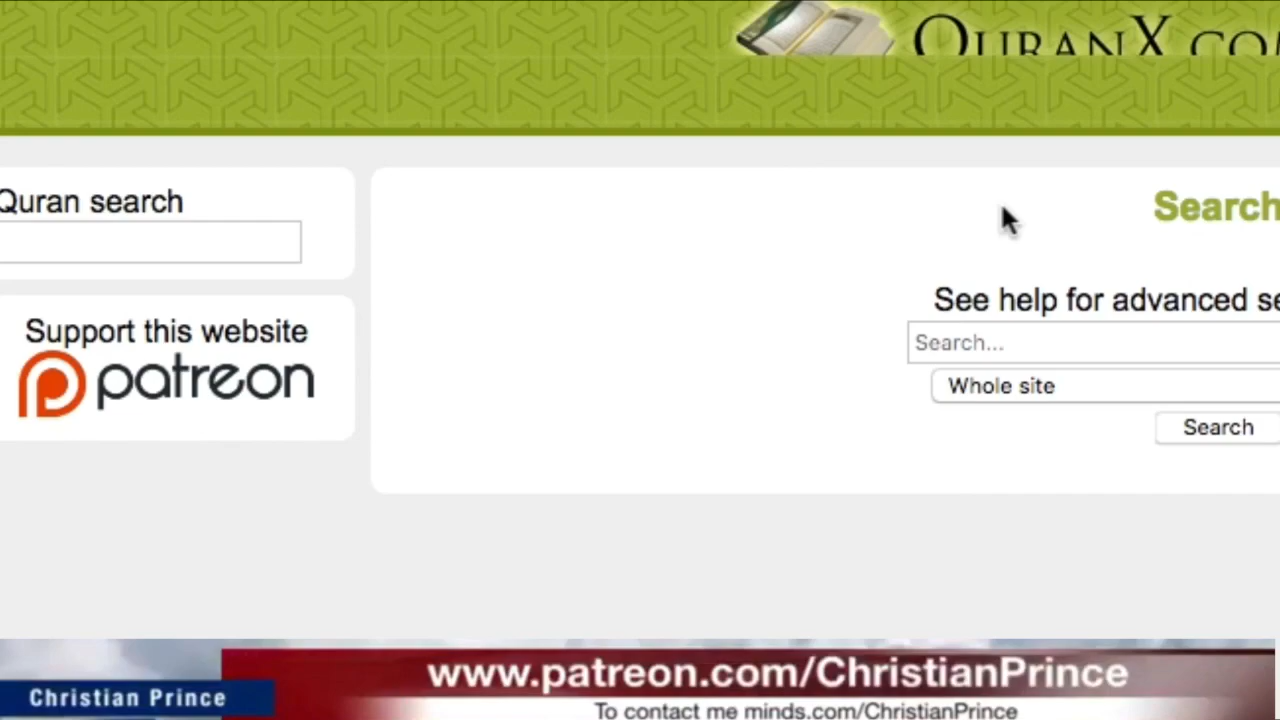 QURANX.CO
Quran search
Search
See help for advanced se
Support this website
patreon
Search...
Whole site
Search
www.patreon.com/ChristianPrince
Christian Prince
To contact me minds.com/ChristianPrince